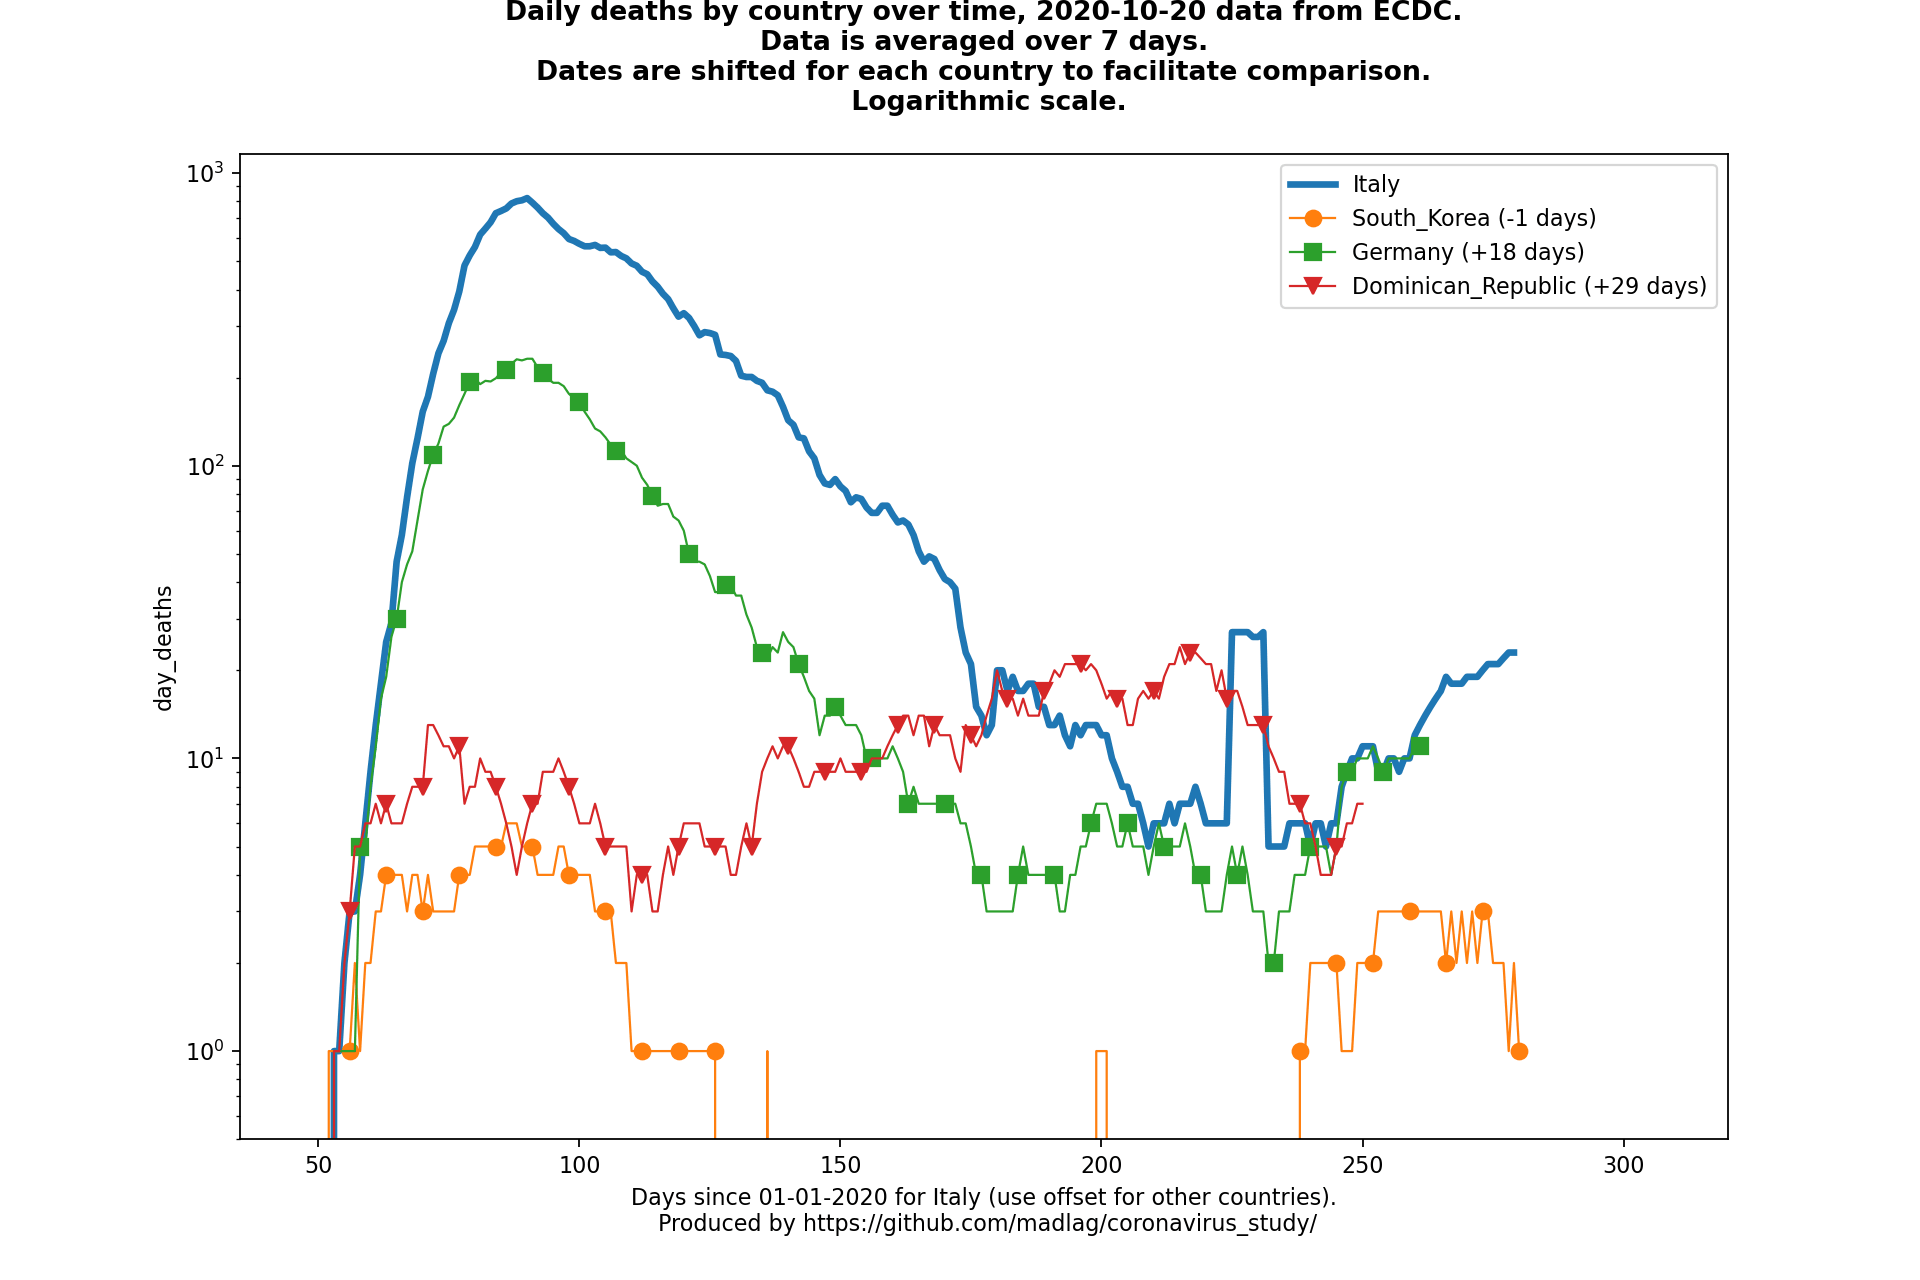 Daily deaths by country over time, 2020-10-20 data from ECDC.
Data is averaged over 7 days.
Dates are shifted for each country to facilitate comparison.
Logarithmic scale.
10³
10²
10¹
10⁰
day_deaths
Italy
South_Korea (-1 days)
Germany (+18 days)
Dominican_Republic (+29 days)
50 100 150 200 250 300
Days since 01-01-2020 for Italy (use offset for other countries).
Produced by https://github.com/madlag/coronavirus_study/